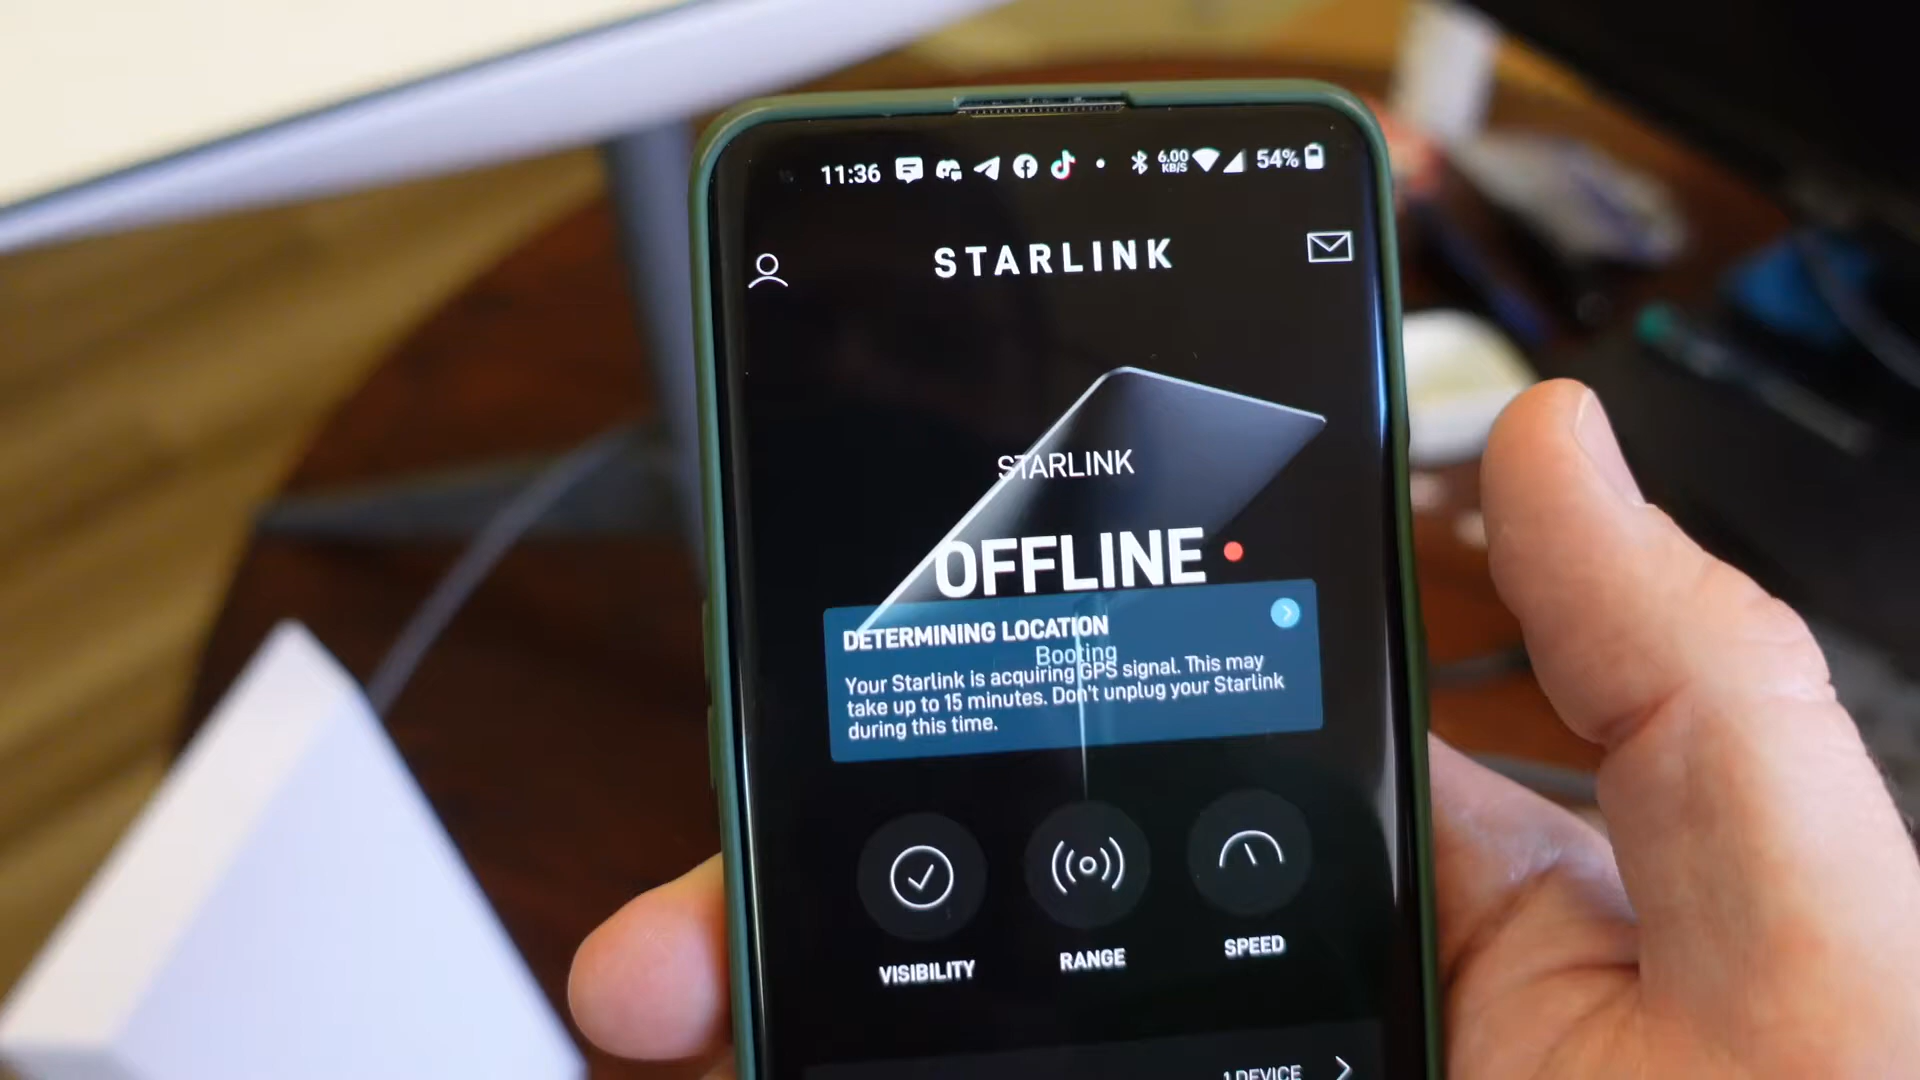 11:36
6.00
KB/S
54%
STARLINK
STARLINK
OFFLINE
DETERMINING LOCATION
Booting
Your Starlink is acquiring GPS signal. This may
take up to 15 minutes. Don't unplug your Starlink
during this time.
VISIBILITY
RANGE
SPEED
1 DEVICE